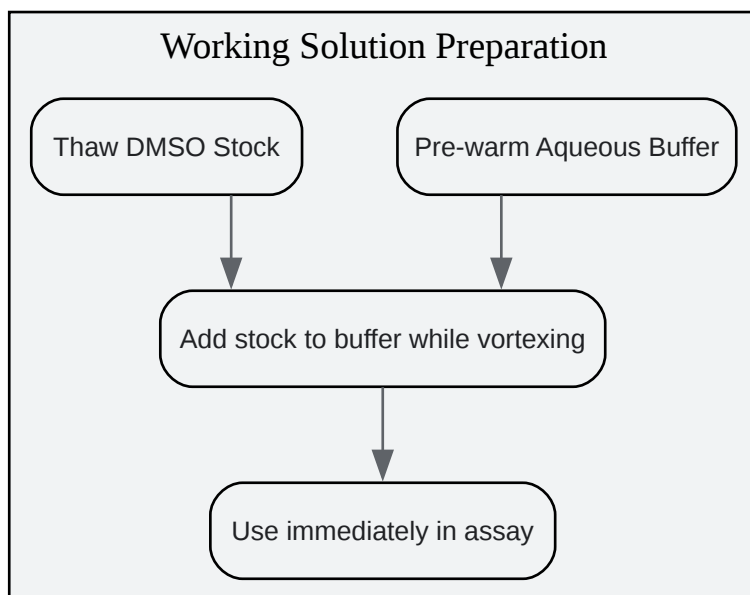 Working Solution Preparation
Thaw DMSO Stock
Pre-warm Aqueous Buffer
Add stock to buffer while vortexing
Use immediately in assay